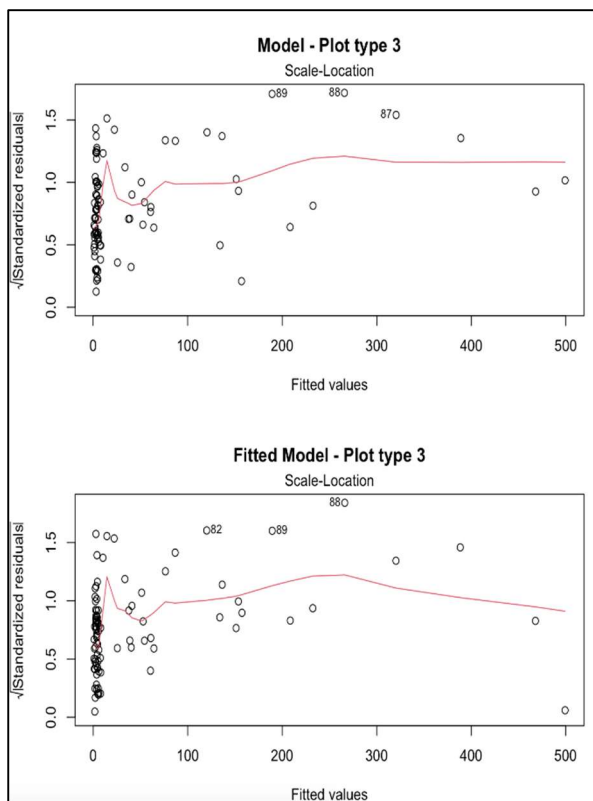 Model - Plot type 3
Scale-Location
√|Standardized residuals|
1.5
1.0
0.5
0.0
89
88
87
0 100 200 300 400 500
Fitted values
Fitted Model - Plot type 3
Scale-Location
√|Standardized residuals|
1.5
1.0
0.5
0.0
88
82
89
0 100 200 300 400 500
Fitted values